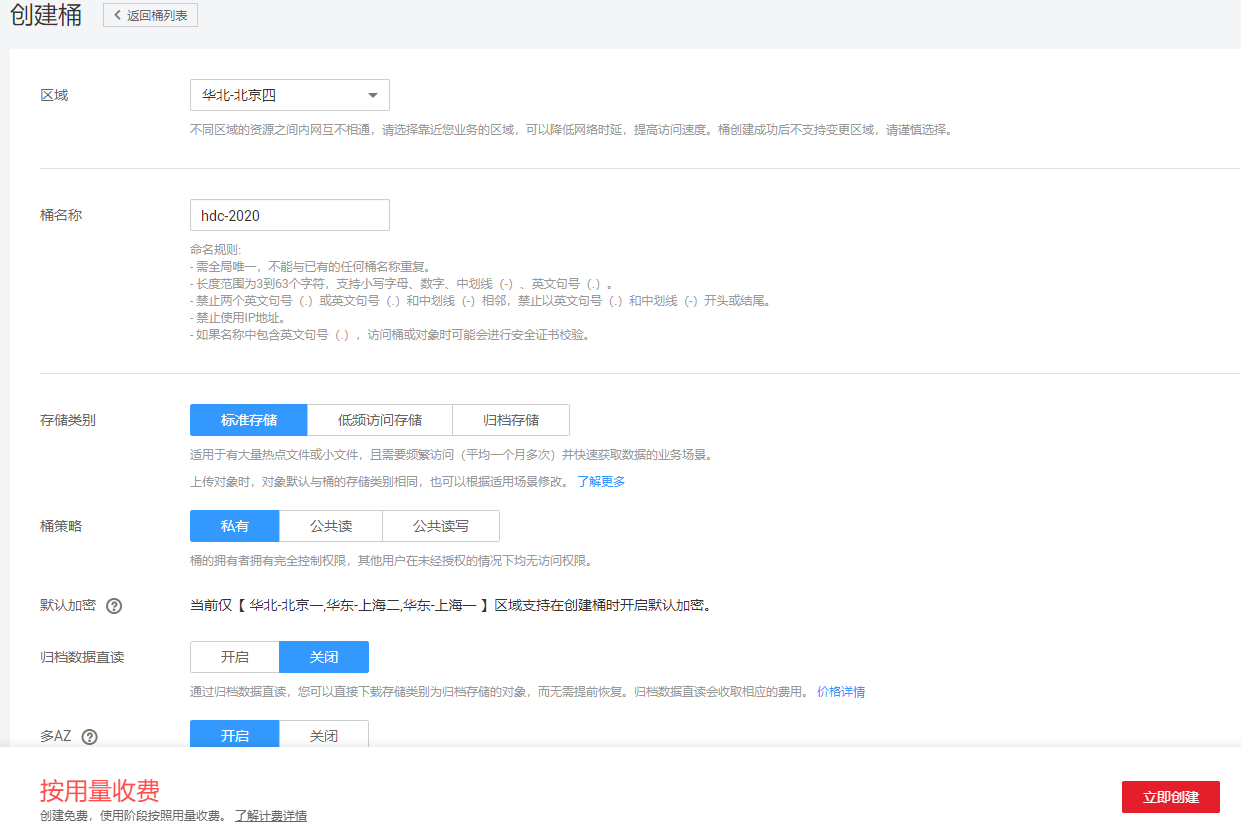 创建桶
返回桶列表
区域
华北-北京四
不同区域的资源之间内网互不相通，请选择靠近您业务的区域，可以降低网络时延，提高访问速度。桶创建成功后不支持变更区域，请谨慎选择。
桶名称
hdc-2020
命名规则:
- 需全局唯一，不能与已有的任何桶名称重复。
- 长度范围为3到63个字符，支持小写字母、数字、中划线（-）、英文句号（.）。
- 禁止两个英文句号（.）或英文句号（.）和中划线（-）相邻，禁止以英文句号（.）和中划线（-）开头或结尾。
- 禁止使用IP地址。
- 如果名称中包含英文句号（.），访问桶或对象时可能会进行安全证书校验。
存储类别
标准存储 低频访问存储 归档存储
适用于有大量热点文件或小文件，且需要频繁访问（平均一个月多次）并快速获取数据的业务场景。
上传对象时，对象默认与桶的存储类别相同，也可以根据适用场景修改。 了解更多
桶策略
私有 公共读 公共读写
桶的拥有者拥有完全控制权限，其他用户在未经授权的情况下均无访问权限。
默认加密 ?
当前仅【 华北-北京一,华东-上海二,华东-上海一 】区域支持在创建桶时开启默认加密。
归档数据直读
开启 关闭
通过归档数据直读，您可以直接下载存储类别为归档存储的对象，而无需提前恢复。归档数据直读会收取相应的费用。 价格详情
多AZ ?
开启 关闭
按用量收费
创建免费，使用阶段按照用量收费。 了解计费详情
立即创建